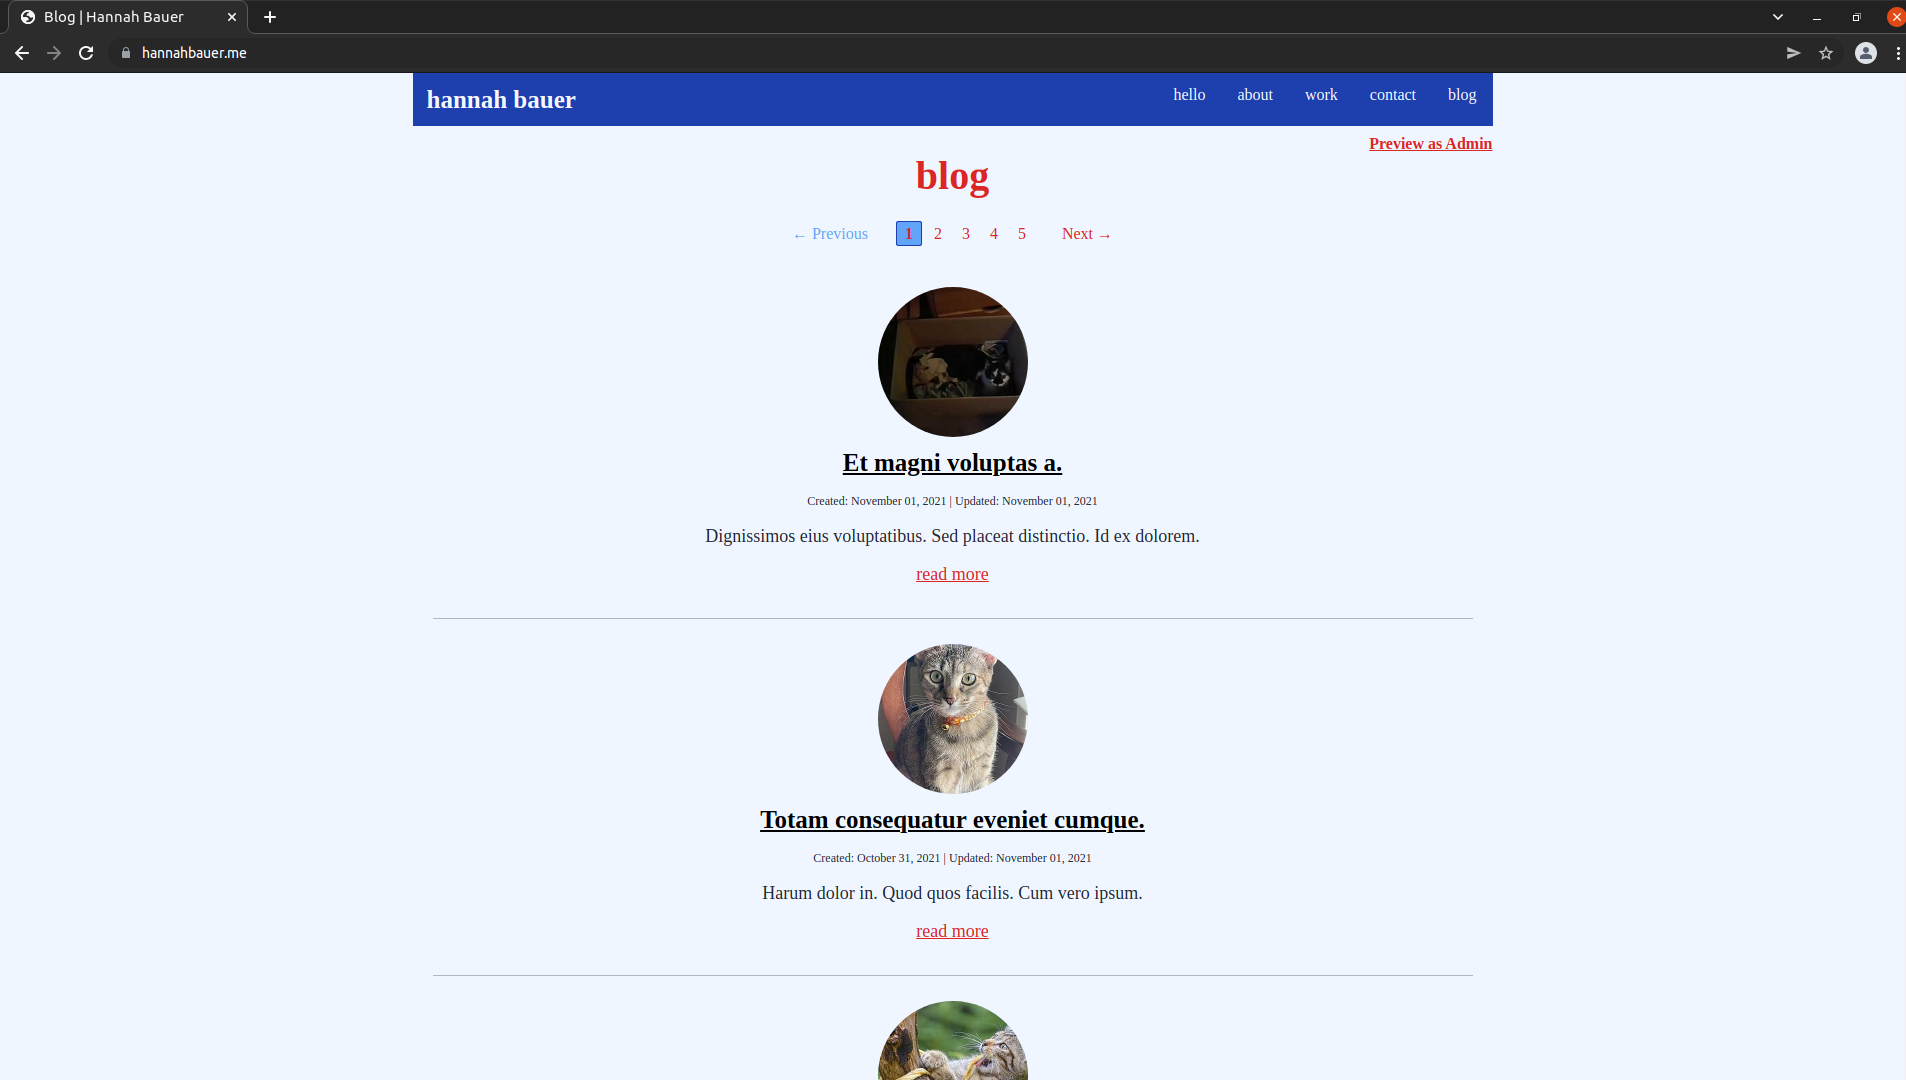 Blog | Hannah Bauer
hannahbauer.me
hannah bauer
hello about work contact blog
Preview as Admin
blog
← Previous 1 2 3 4 5 Next →
Et magni voluptas a.
Created: November 01, 2021 | Updated: November 01, 2021
Dignissimos eius voluptatibus. Sed placeat distinctio. Id ex dolorem.
read more
Totam consequatur eveniet cumque.
Created: October 31, 2021 | Updated: November 01, 2021
Harum dolor in. Quod quos facilis. Cum vero ipsum.
read more